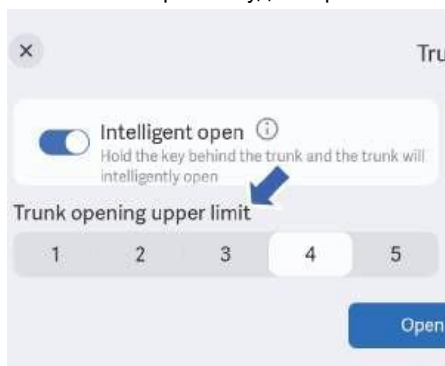 Tru
Intelligent open
Hold the key behind the trunk and the trunk will
intelligently open
Trunk opening upper limit
1 2 3 4 5
Open